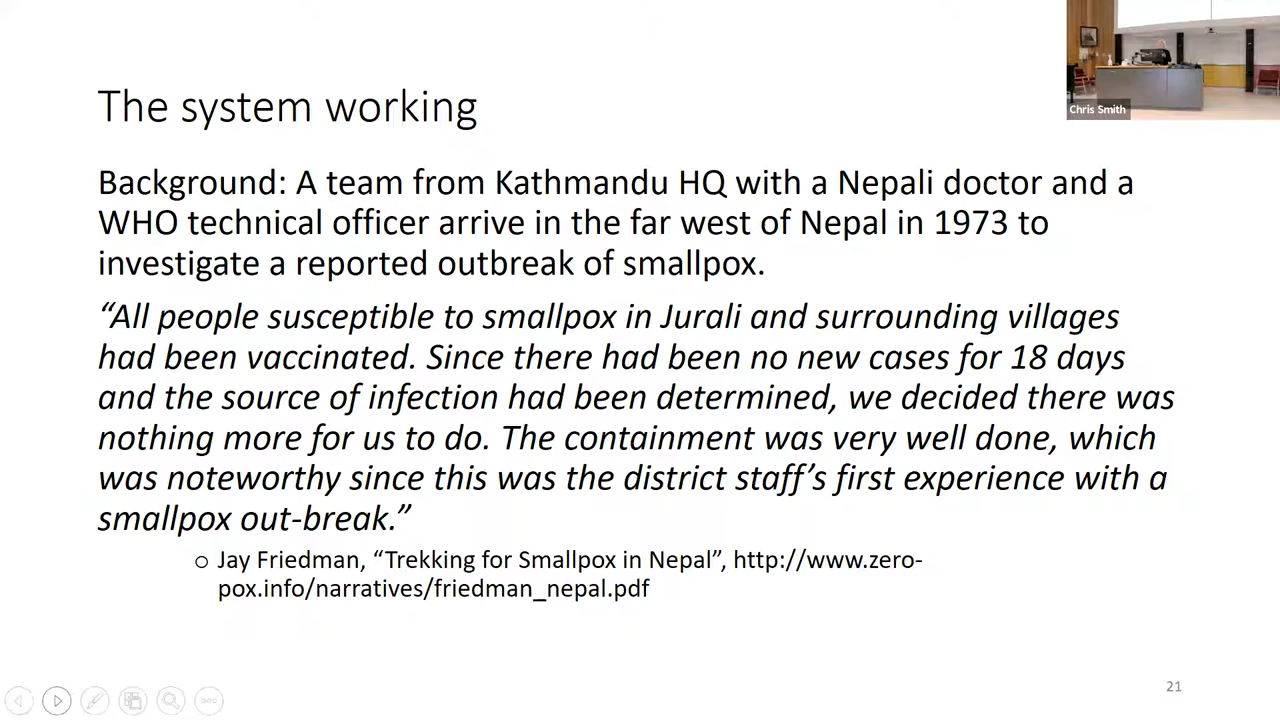 Chris Smith
The system working
Background: A team from Kathmandu HQ with a Nepali doctor and a
WHO technical officer arrive in the far west of Nepal in 1973 to
investigate a reported outbreak of smallpox.
“All people susceptible to smallpox in Jurali and surrounding villages
had been vaccinated. Since there had been no new cases for 18 days
and the source of infection had been determined, we decided there was
nothing more for us to do. The containment was very well done, which
was noteworthy since this was the district staff’s first experience with a
smallpox out-break.”
o Jay Friedman, “Trekking for Smallpox in Nepal”, http://www.zero-
pox.info/narratives/friedman_nepal.pdf
21